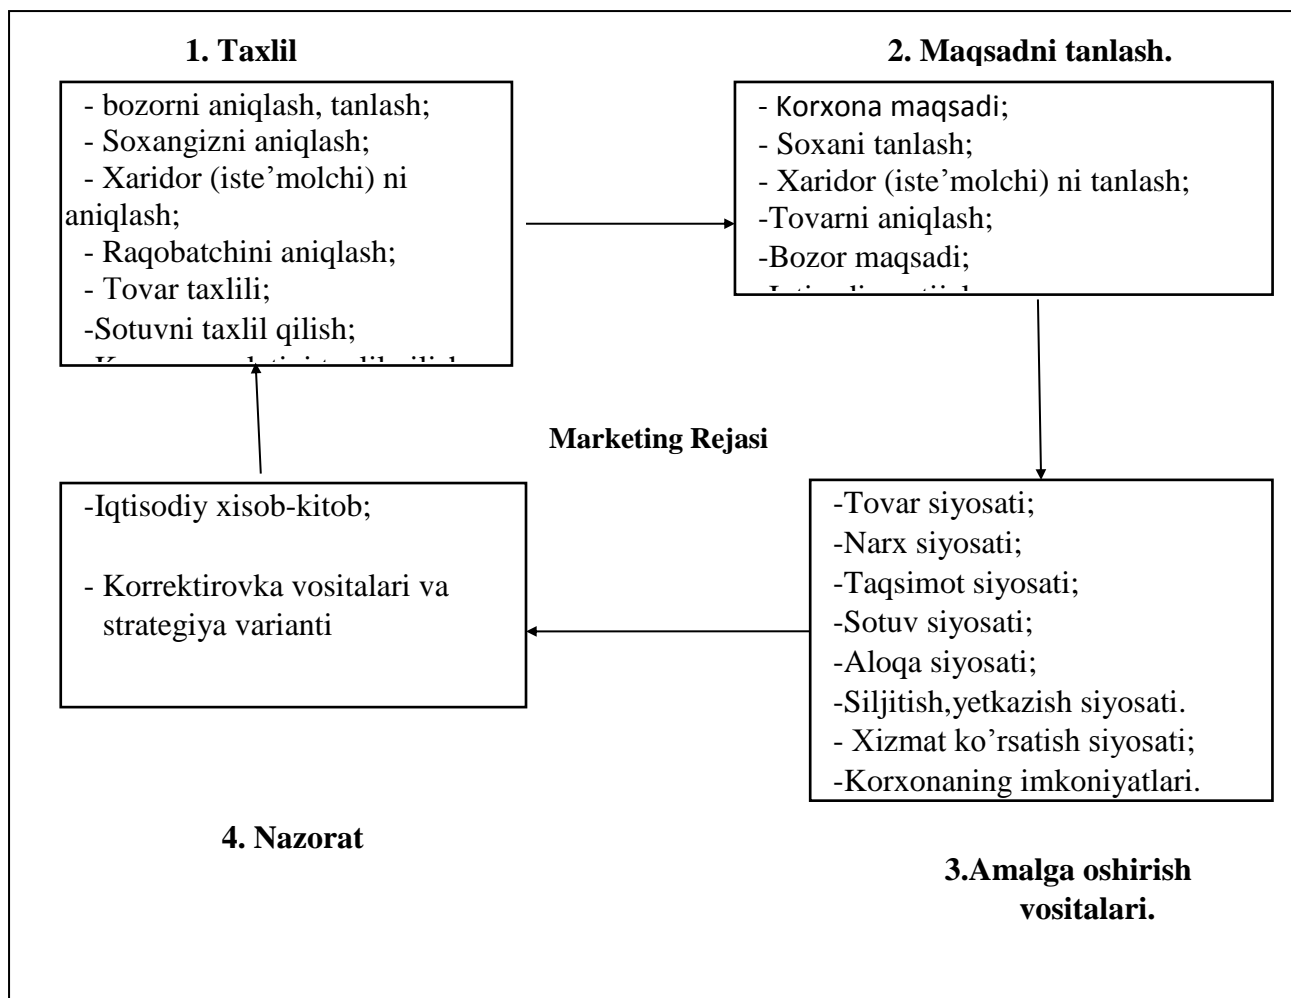 1. Taxlil
- bozorni aniqlash, tanlash;
- Soxangizni aniqlash;
- Xaridor (iste’molchi) ni
aniqlash;
- Raqobatchini aniqlash;
- Tovar taxlili;
-Sotuvni taxlil qilish;
2. Maqsadni tanlash.
- Korxona maqsadi;
- Soxani tanlash;
- Xaridor (iste’molchi) ni tanlash;
-Tovarni aniqlash;
-Bozor maqsadi;
Marketing Rejasi
-Iqtisodiy xisob-kitob;
- Korrektirovka vositalari va
strategiya varianti
4. Nazorat
-Tovar siyosati;
-Narx siyosati;
-Taqsimot siyosati;
-Sotuv siyosati;
-Aloqa siyosati;
-Siljitish,yetkazish siyosati.
- Xizmat ko’rsatish siyosati;
-Korxonaning imkoniyatlari.
3.Amalga oshirish
vositalari.